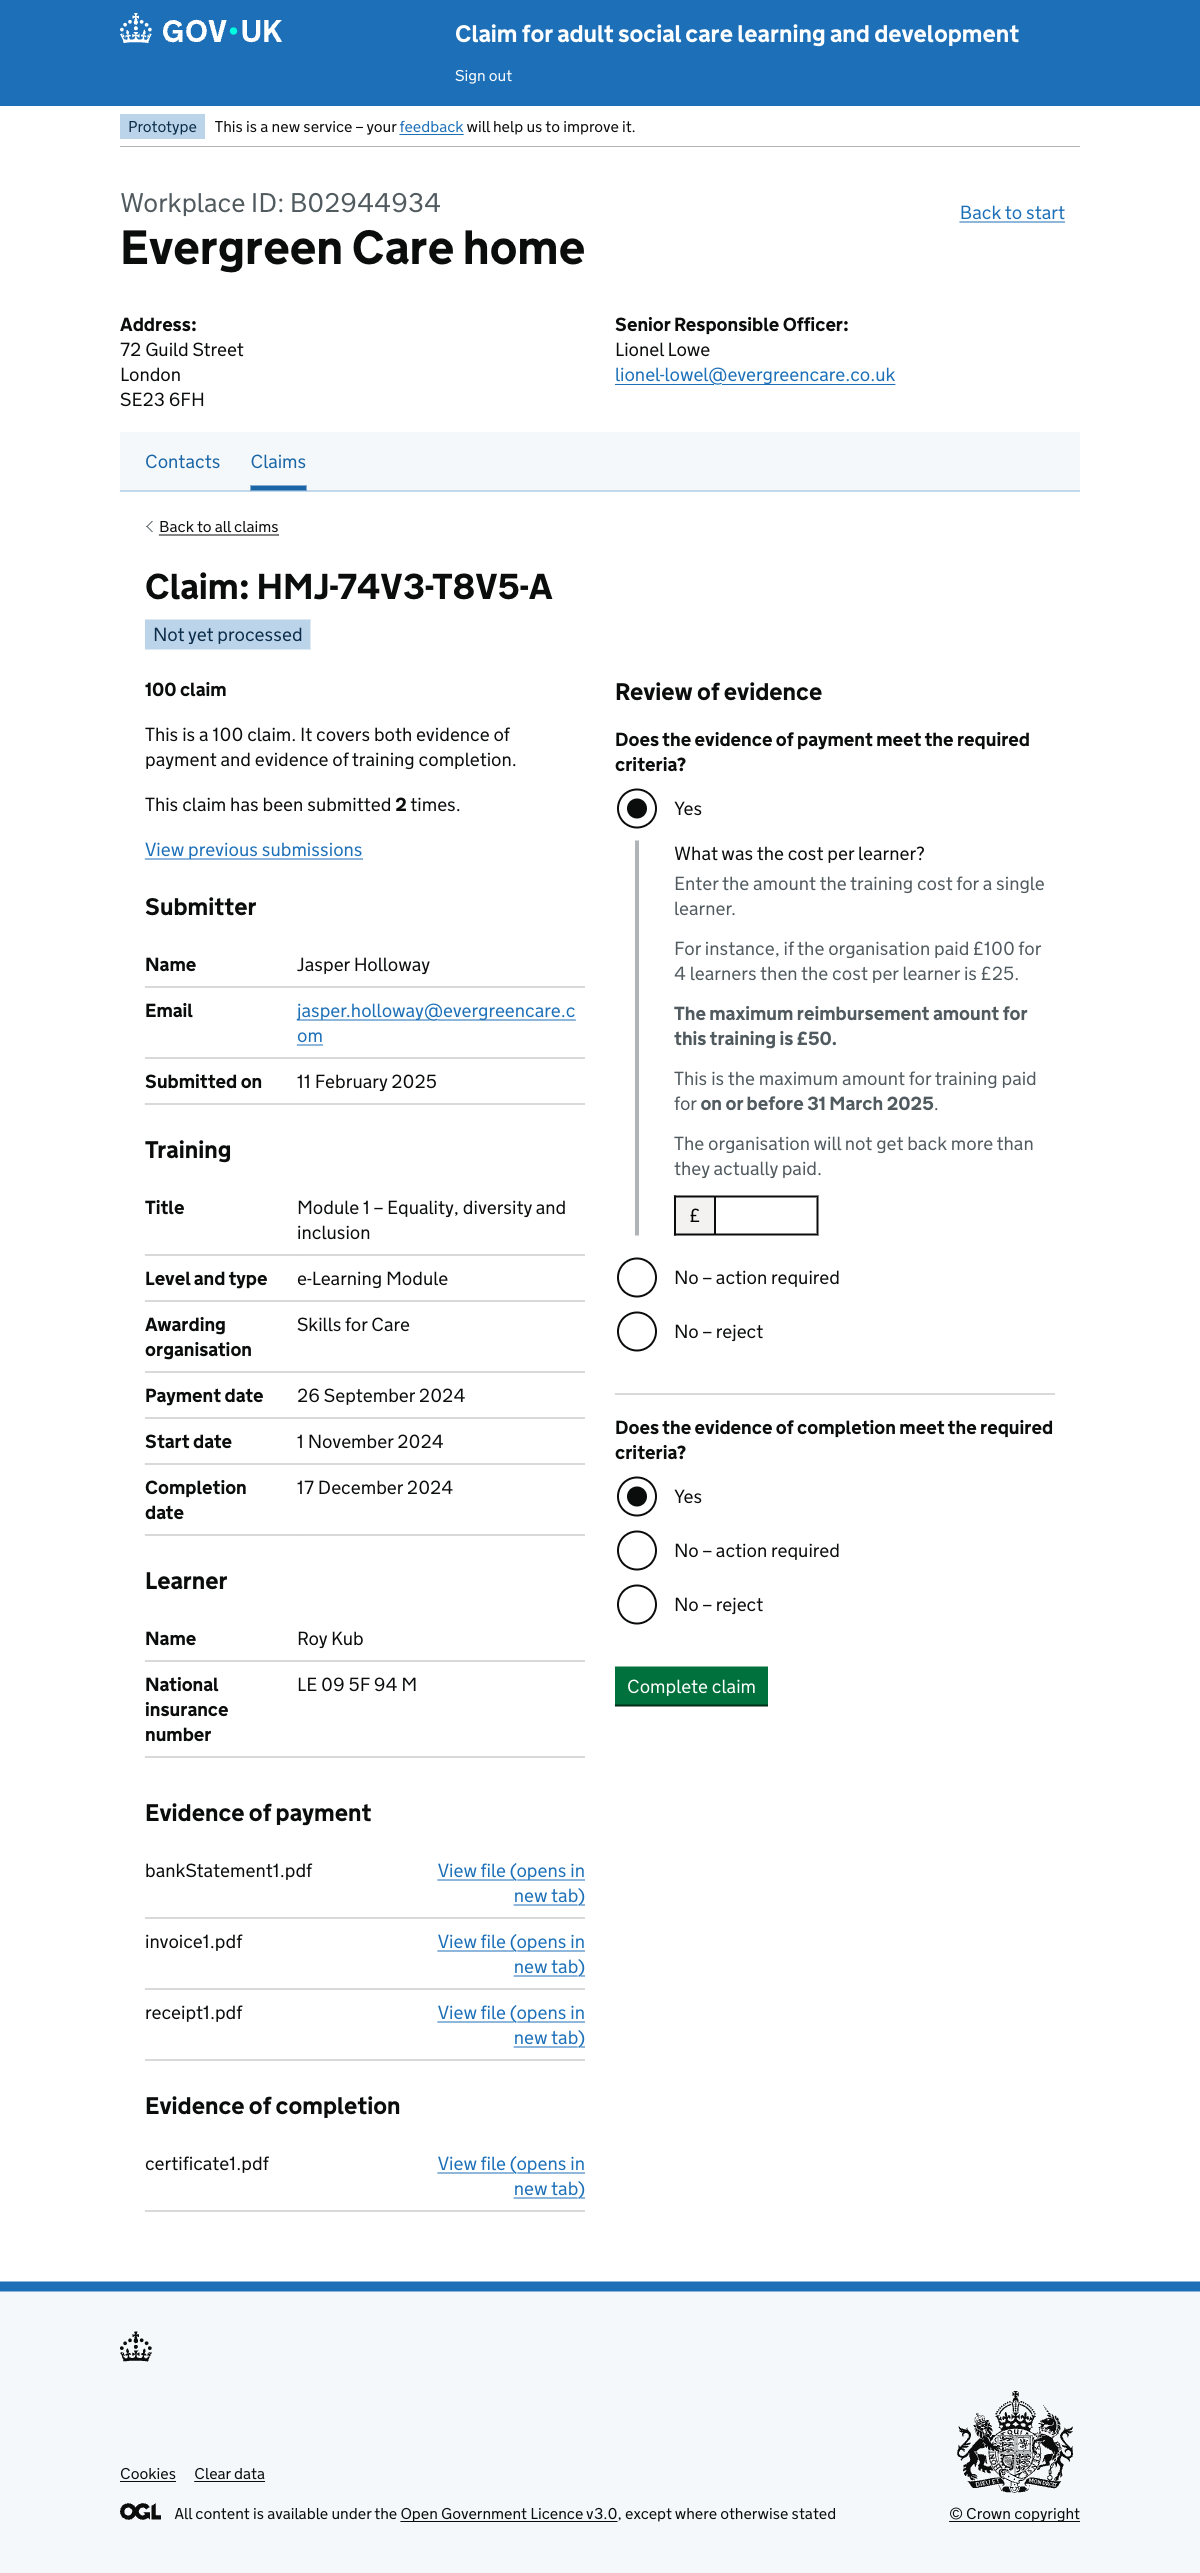 GOV·UK
Claim for adult social care learning and development
Sign out
Prototype
This is a new service – your feedback will help us to improve it.
Workplace ID: B02944934
Back to start
Evergreen Care home
Address:
72 Guild Street
London
SE23 6FH
Senior Responsible Officer:
Lionel Lowe
lionel-lowel@evergreencare.co.uk
Contacts
Claims
Back to all claims
Claim: HMJ-74V3-T8V5-A
Not yet processed
100 claim
This is a 100 claim. It covers both evidence of
payment and evidence of training completion.
This claim has been submitted 2 times.
View previous submissions
Submitter
Name Jasper Holloway
Email jasper.holloway@evergreencare.c
om
Submitted on 11 February 2025
Training
Title Module 1 – Equality, diversity and
inclusion
Level and type e-Learning Module
Awarding Skills for Care
organisation
Payment date 26 September 2024
Start date 1 November 2024
Completion 17 December 2024
date
Learner
Name Roy Kub
National LE 09 5F 94 M
insurance
number
Evidence of payment
bankStatement1.pdf View file (opens in
new tab)
invoice1.pdf View file (opens in
new tab)
receipt1.pdf View file (opens in
new tab)
Evidence of completion
certificate1.pdf View file (opens in
new tab)
Review of evidence
Does the evidence of payment meet the required
criteria?
Yes
What was the cost per learner?
Enter the amount the training cost for a single
learner.
For instance, if the organisation paid £100 for
4 learners then the cost per learner is £25.
The maximum reimbursement amount for
this training is £50.
This is the maximum amount for training paid
for on or before 31 March 2025.
The organisation will not get back more than
they actually paid.
£
No – action required
No – reject
Does the evidence of completion meet the required
criteria?
Yes
No – action required
No – reject
Complete claim
Cookies
Clear data
OGL
All content is available under the Open Government Licence v3.0, except where otherwise stated
© Crown copyright